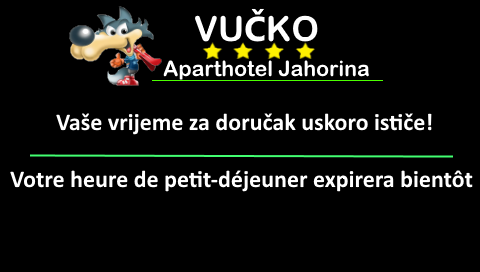 VUČKO
Aparthotel Jahorina
Vaše vrijeme za doručak uskoro ističe!
Votre heure de petit-déjeuner expirera bientôt